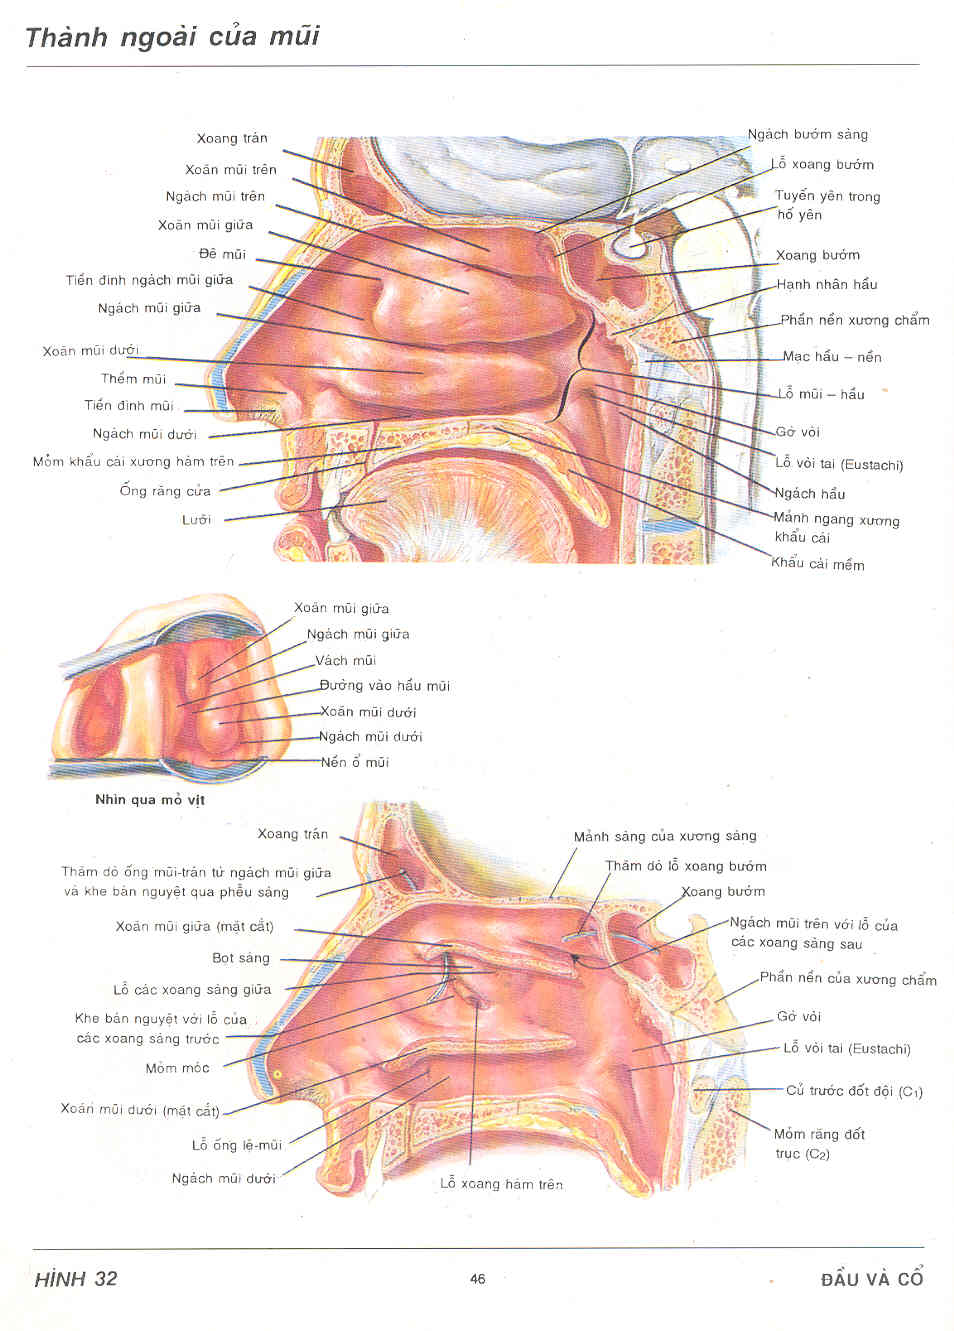 Thành ngoài của mũi
Xoang trán
Xoăn mũi trên
Ngách mũi trên
Xoăn mũi giữa
Đê mũi
Tiền đình ngách mũi giữa
Ngách mũi giữa
Xoăn mũi dưới
Thềm mũi
Tiền đình mũi
Ngách mũi dưới
Mỏm khẩu cái xương hàm trên
Ống răng cửa
Lưỡi
Ngách bướm sàng
Lỗ xoang bướm
Tuyến yên trong
hố yên
Xoang bướm
Hạnh nhân hầu
Phần nền xương chẩm
Mạc hầu – nền
Lỗ mũi – hầu
Gờ vòi
Lỗ vòi tai (Eustachi)
Ngách hầu
Mảnh ngang xương
khẩu cái
Khẩu cái mềm
Xoăn mũi giữa
Ngách mũi giữa
Vách mũi
Đường vào hầu mũi
Xoăn mũi dưới
Ngách mũi dưới
Nền ổ mũi
Nhìn qua mỏ vịt
Xoang trán
Thăm dò ống mũi-trán từ ngách mũi giữa
và khe bán nguyệt qua phễu sàng
Xoăn mũi giữa (mặt cắt)
Bọt sàng
Lỗ các xoang sàng giữa
Khe bán nguyệt với lỗ của
các xoang sàng trước
Mỏm móc
Xoăn mũi dưới (mặt cắt)
Lỗ ống lệ-mũi
Ngách mũi dưới
Lỗ xoang hàm trên
Mảnh sàng của xương sàng
Thăm dò lỗ xoang bướm
Xoang bướm
Ngách mũi trên với lỗ của
các xoang sàng sau
Phần nền của xương chẩm
Gờ vòi
Lỗ vòi tai (Eustachi)
Củ trước đốt đội (C1)
Mỏm răng đốt
trục (C2)
HÌNH 32
46
ĐẦU VÀ CỔ